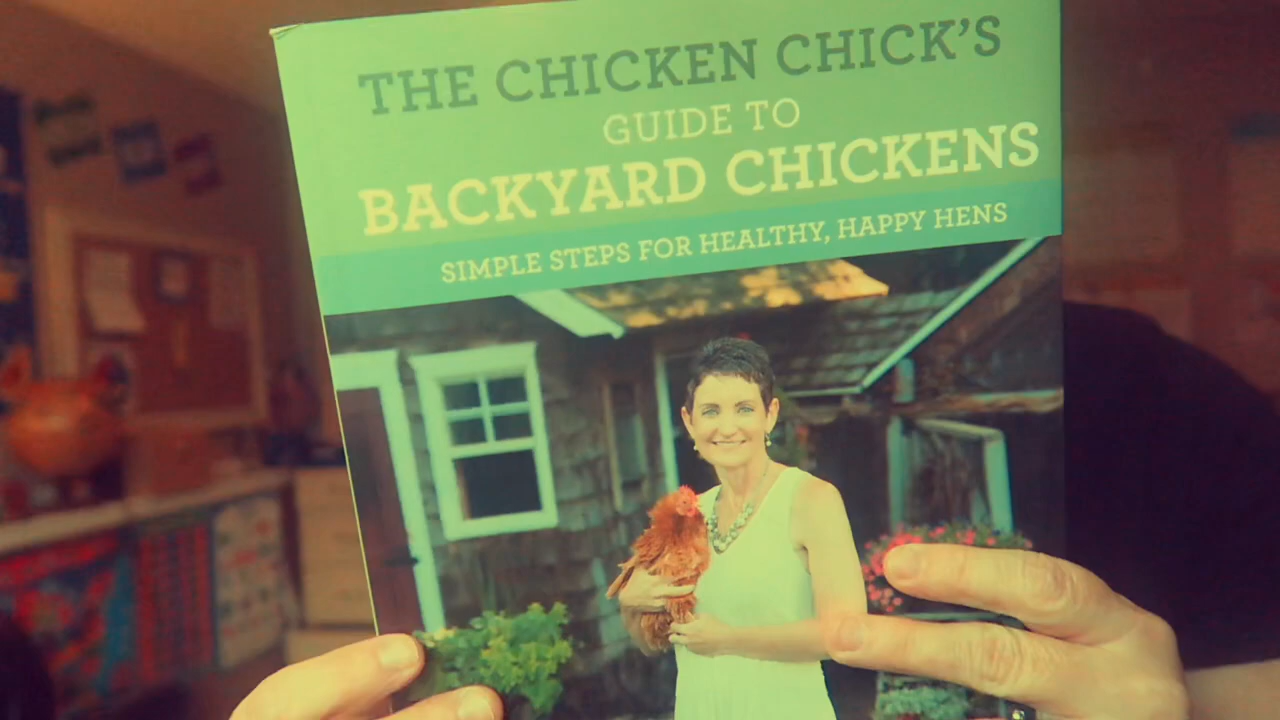 THE CHICKEN CHICK'S
GUIDE TO
BACKYARD CHICKENS
SIMPLE STEPS FOR HEALTHY, HAPPY HENS